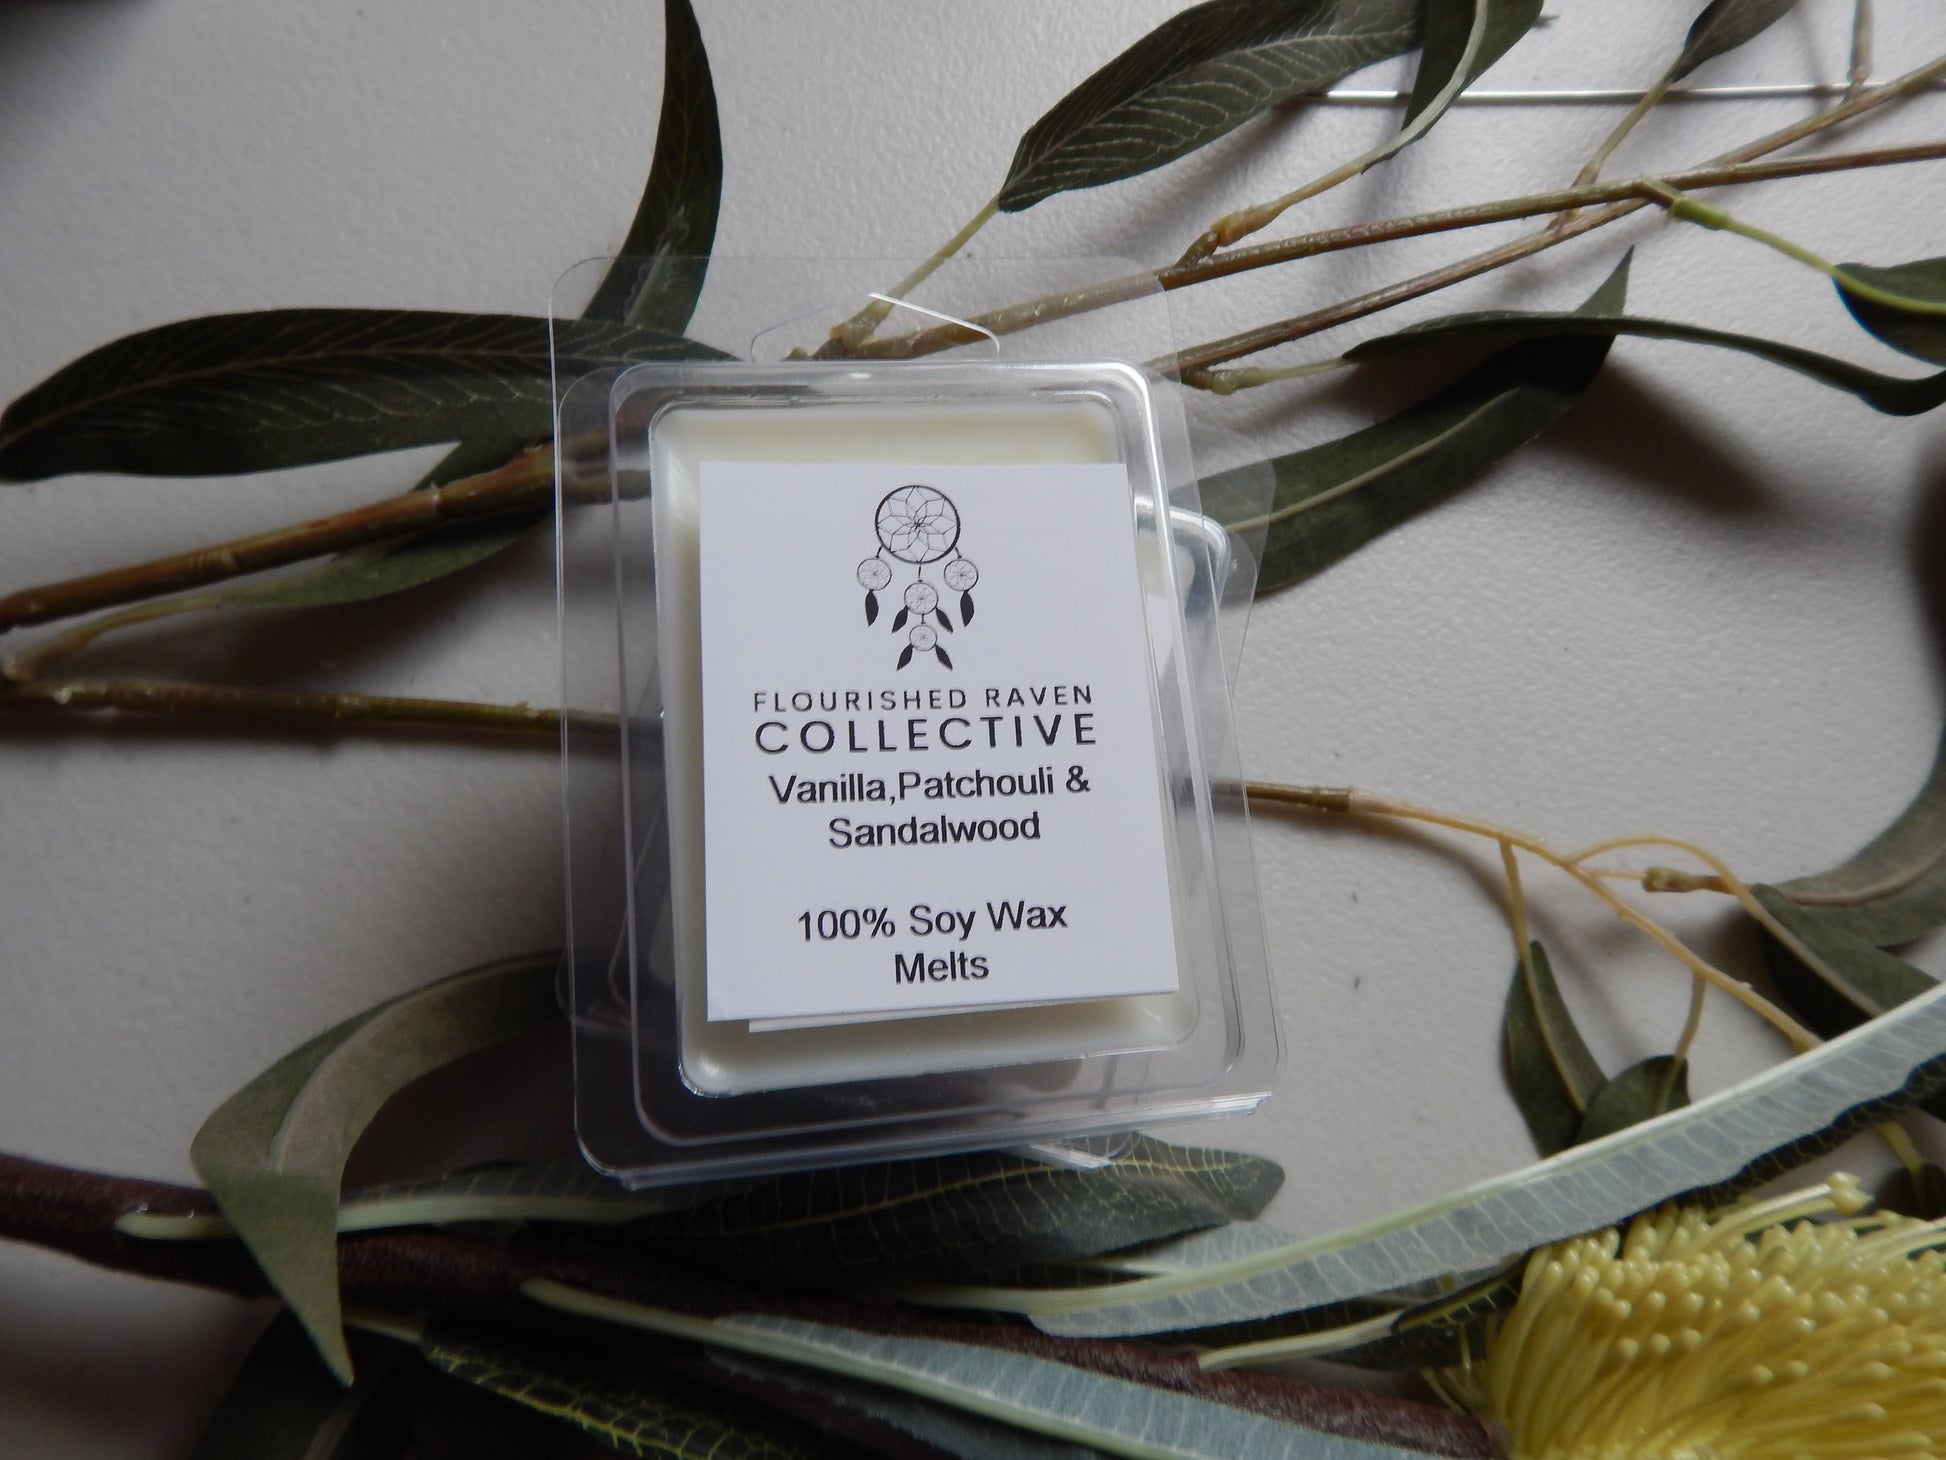 FLOURISHED RAVEN
COLLECTIVE
Vanilla,Patchouli &
Sandalwood
100% Soy Wax
Melts